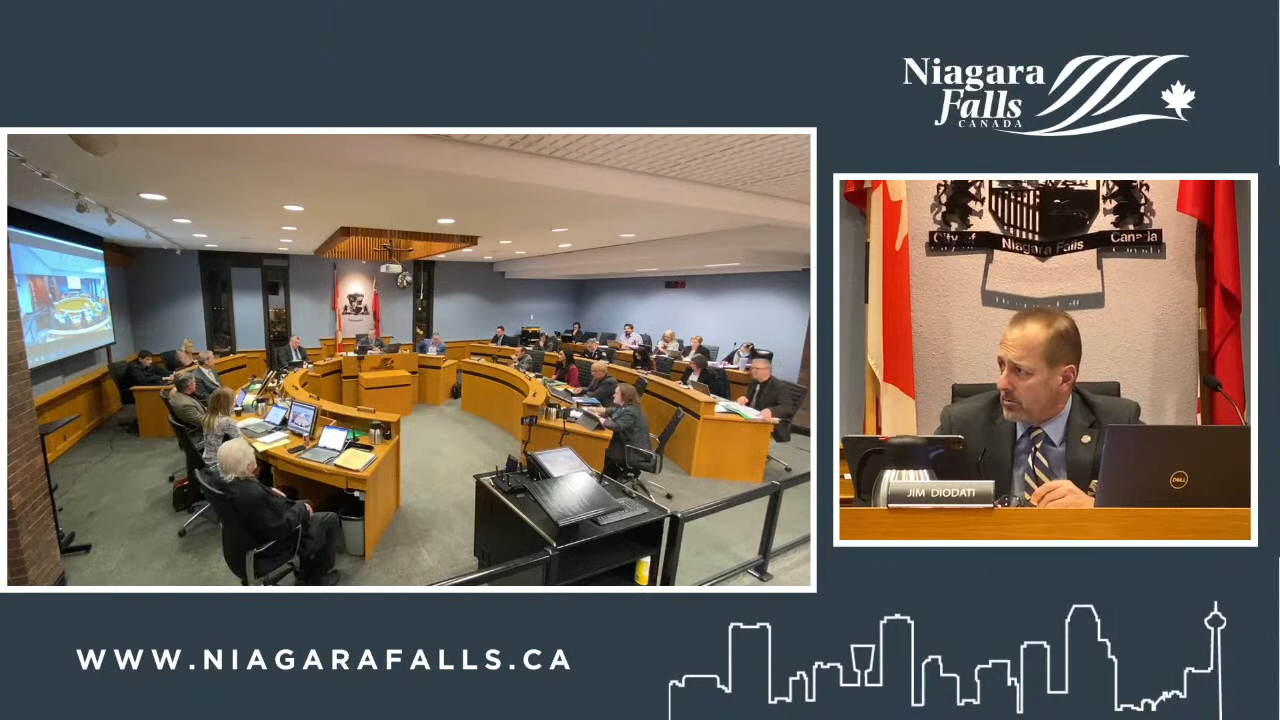 Niagara
Falls
CANADA
City of
Niagara Falls
Canada
JIM DIODATI
DELL
WWW.NIAGARAFALLS.CA